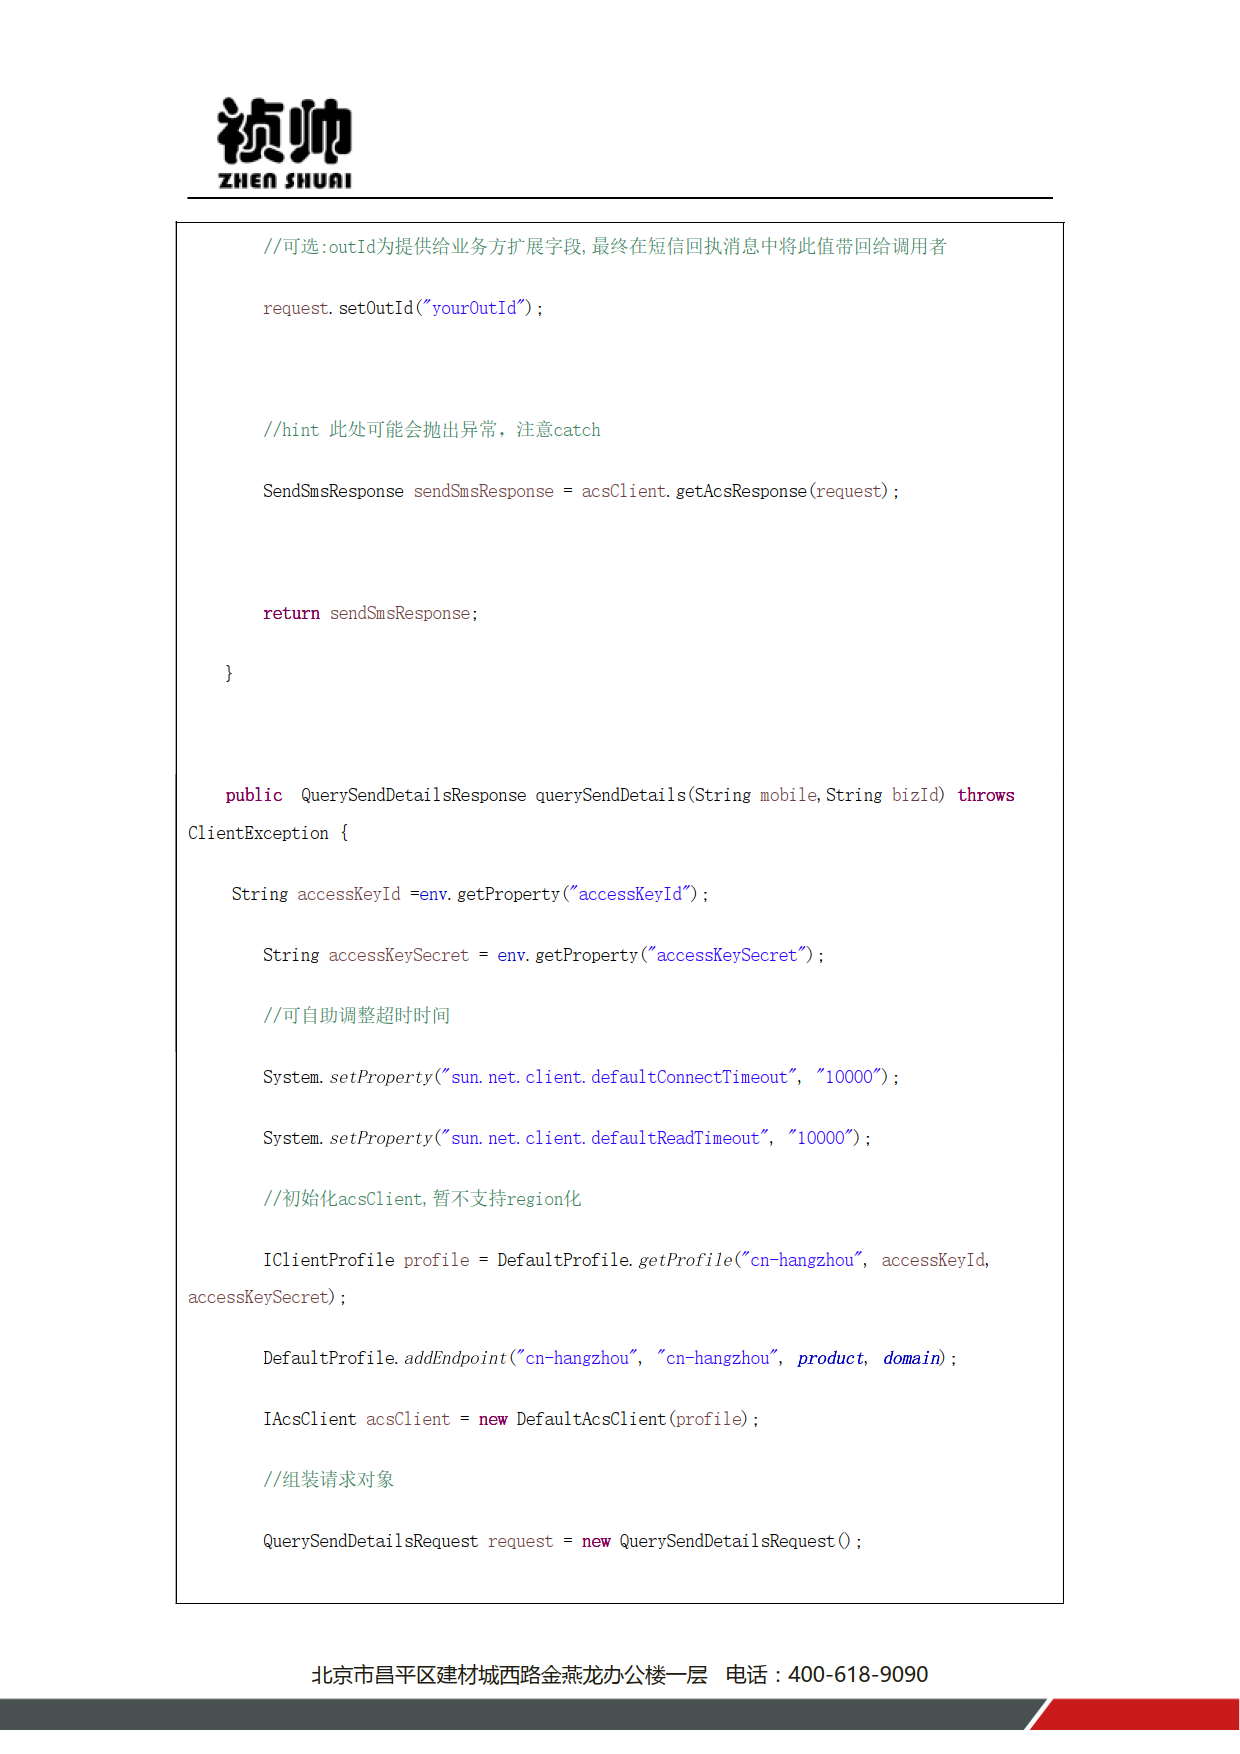 祯帅
ZHEN SHUAI
//可选:outId为提供给业务方扩展字段,最终在短信回执消息中将此值带回给调用者
request.setOutId("yourOutId");
//hint 此处可能会抛出异常，注意catch
SendSmsResponse sendSmsResponse = acsClient.getAcsResponse(request);
return sendSmsResponse;
}
public  QuerySendDetailsResponse querySendDetails(String mobile,String bizId) throws
ClientException {
String accessKeyId =env.getProperty("accessKeyId");
String accessKeySecret = env.getProperty("accessKeySecret");
//可自助调整超时时间
System.setProperty("sun.net.client.defaultConnectTimeout", "10000");
System.setProperty("sun.net.client.defaultReadTimeout", "10000");
//初始化acsClient,暂不支持region化
IClientProfile profile = DefaultProfile.getProfile("cn-hangzhou", accessKeyId,
accessKeySecret);
DefaultProfile.addEndpoint("cn-hangzhou", "cn-hangzhou", product, domain);
IAcsClient acsClient = new DefaultAcsClient(profile);
//组装请求对象
QuerySendDetailsRequest request = new QuerySendDetailsRequest();
北京市昌平区建材城西路金燕龙办公楼一层 电话：400-618-9090